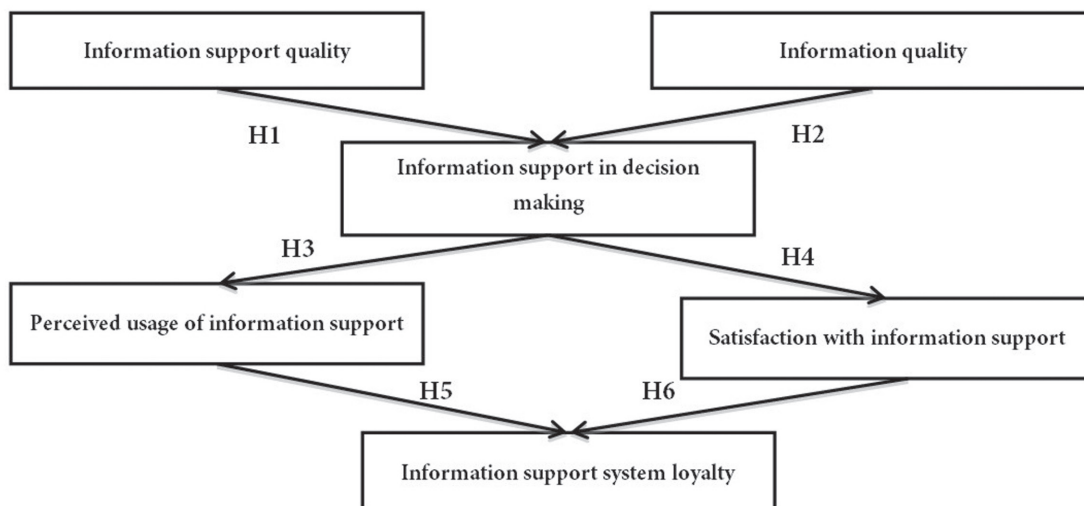 Information support quality
Information quality
H1
H2
Information support in decision
making
H3
H4
Perceived usage of information support
Satisfaction with information support
H5
H6
Information support system loyalty